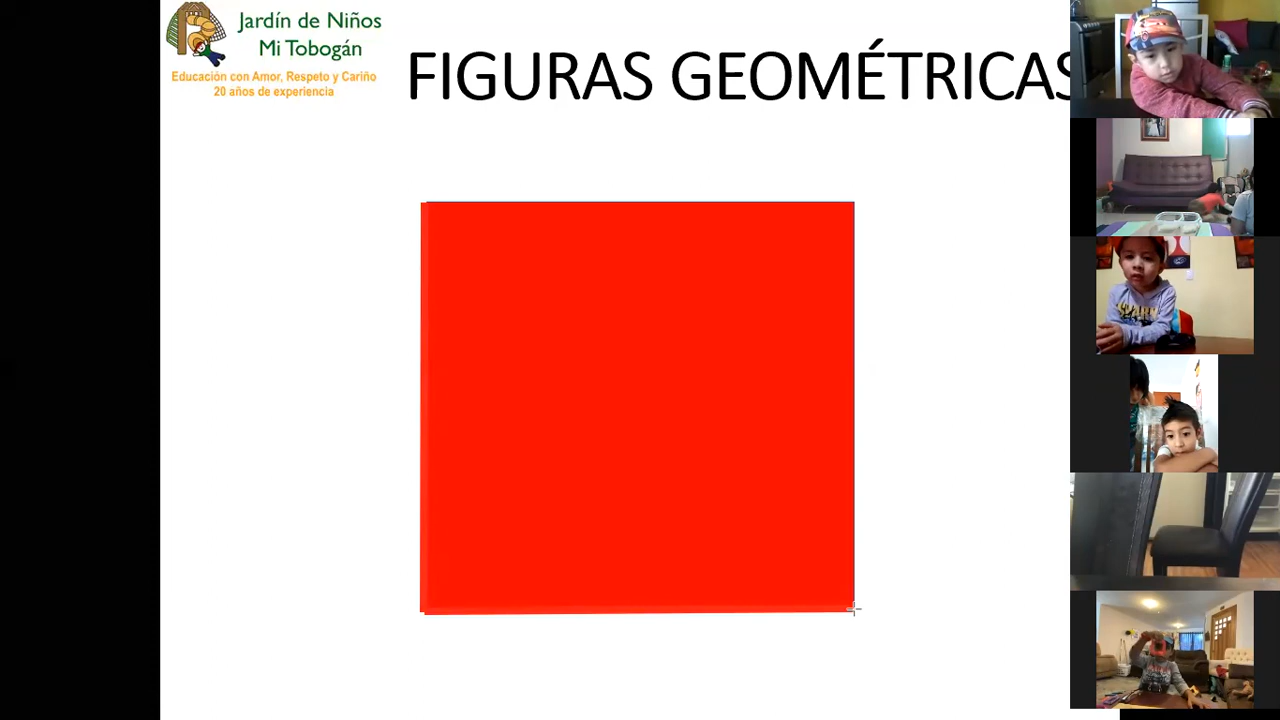 Jardín de Niños
Mi Tobogán
Educación con Amor, Respeto y Cariño
20 años de experiencia
FIGURAS GEOMÉTRICAS